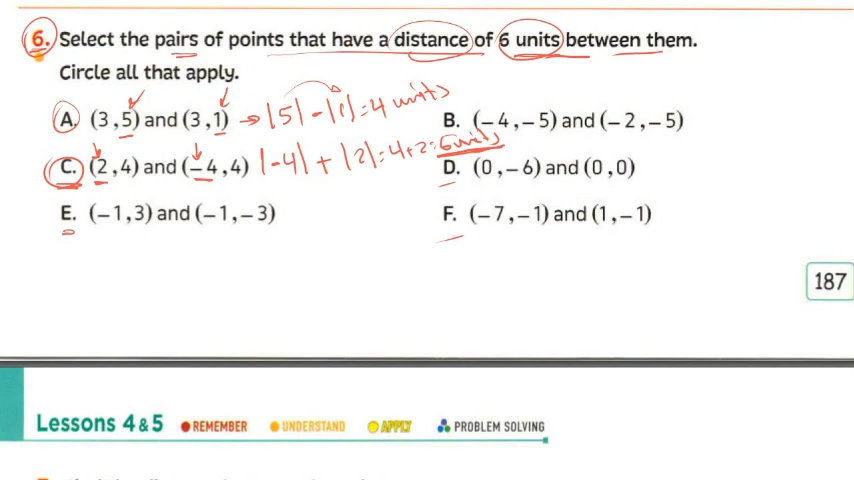 6. Select the pairs of points that have a distance of 6 units between them.
Circle all that apply.
A. (3,5) and (3,1) → |5| - |1| = 4 units
B. (-4,-5) and (-2,-5)
C. (2,4) and (-4,4) |-4| + |2| = 4+2= 6 units
D. (0,-6) and (0,0)
E. (-1,3) and (-1,-3)
F. (-7,-1) and (1,-1)
187
Lessons 4&5 REMEMBER UNDERSTAND APPLY PROBLEM SOLVING